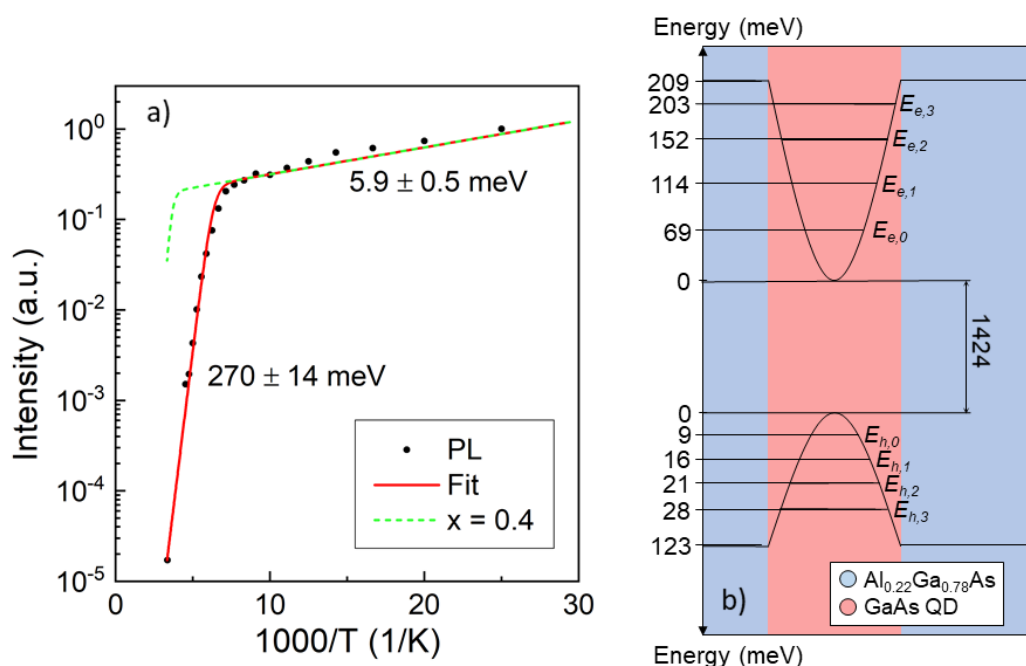 a)
Intensity (a.u.)
10⁰
10⁻¹
10⁻²
10⁻³
10⁻⁴
10⁻⁵
5.9 ± 0.5 meV
270 ± 14 meV
PL
Fit
x = 0.4
0 10 20 30
1000/T (1/K)
Energy (meV)
209
203
152
114
69
0
E_e,3
E_e,2
E_e,1
E_e,0
1424
0
9
16
21
28
123
E_h,0
E_h,1
E_h,2
E_h,3
b)
Al₀.₂₂Ga₀.₇₈As
GaAs QD
Energy (meV)